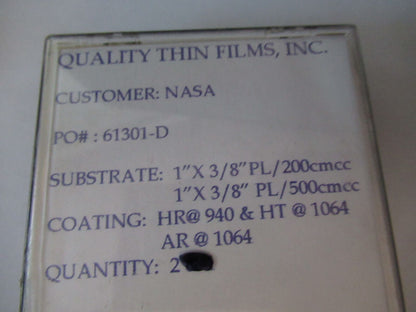 QUALITY THIN FILMS, INC.
CUSTOMER: NASA
PO# : 61301-D
SUBSTRATE: 1"X 3/8" PL/200cmcc
1"X 3/8" PL/500cmcc
COATING: HR@ 940 & HT @ 1064
AR @ 1064
QUANTITY: 2